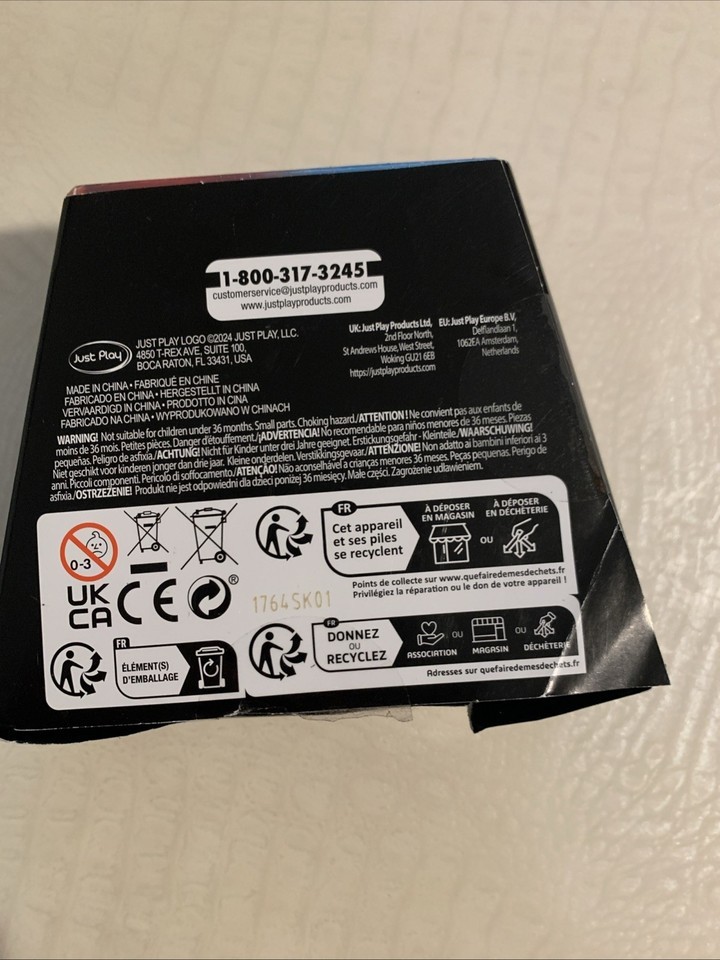 1-800-317-3245
customerservice@justplayproducts.com
www.justplayproducts.com
Just Play
JUST PLAY LOGO ©2024 JUST PLAY, LLC.
4850 T-REX AVE, SUITE 100,
BOCA RATON, FL 33431, USA
UK: Just Play Products Ltd,
2nd Floor North,
St Andrews House, West Street,
Woking GU21 6EB
https://justplayproducts.com
EU: Just Play Europe B.V,
Deflandlaan 1,
1062EA Amsterdam,
Netherlands
MADE IN CHINA • FABRIQUÉ EN CHINE
FABRICADO EN CHINA • HERGESTELLT IN CHINA
VERVAARDIGD IN CHINA • PRODOTTO IN CINA
FABRICADO NA CHINA • WYPRODUKOWANO W CHINACH
WARNING! Not suitable for children under 36 months. Small parts. Choking hazard./ATTENTION! Ne convient pas aux enfants de
moins de 36 mois. Petites pièces. Danger d'étouffement./¡ADVERTENCIA! No recomendable para niños menores de 36 meses. Piezas
pequeñas. Peligro de asfixia./ACHTUNG! Nicht für Kinder unter drei Jahre geeignet. Erstickungsgefahr - Kleinteile./WAARSCHUWING!
Niet geschikt voor kinderen jonger dan drie jaar. Kleine onderdelen. Verstikkingsgevaar./ATTENZIONE! Non adatto ai bambini inferiori ai 3
anni. Piccoli componenti. Pericolo di soffocamento./ATENÇÃO! Não aconselhável a crianças menores 36 meses. Peças pequenas. Perigo de
asfixia./OSTRZEŻENIE! Produkt nie jest odpowiedni dla dzieci poniżej 36 miesięcy. Małe części. Zagrożenie udławieniem.
0-3
UK
CA
CE
®
1764SK01
FR
Cet appareil
et ses piles
se recyclent
À DÉPOSER
EN MAGASIN
OU
À DÉPOSER
EN DÉCHÈTERIE
Points de collecte sur www.quefairedemesdechets.fr
Privilégiez la réparation ou le don de votre appareil !
FR
ÉLÉMENT(S)
D'EMBALLAGE
FR
DONNEZ
OU
RECYCLEZ
ASSOCIATION
OU
MAGASIN
OU
DÉCHÈTERIE
Adresses sur quefairedemesdechets.fr